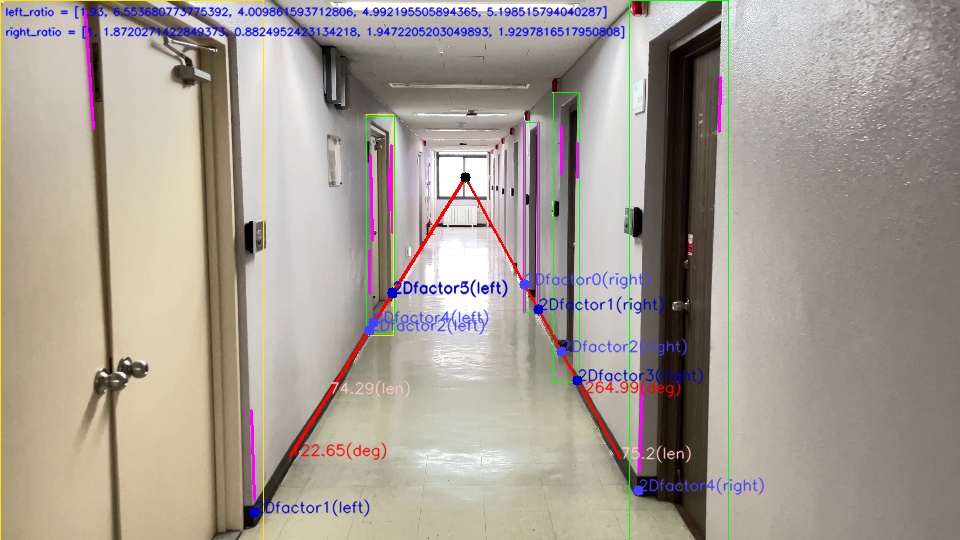 left_ratio = [1.93, 6.553680773775392, 4.009861593712806, 4.992195505894365, 5.198515794040287]
right_ratio = [1, 1.8720271422849373, 0.8824952423134218, 1.9472205203049893, 1.9297816517950808]
2Dfactor0(right)
2Dfactor3(left)
2Dfactor1(right)
2Dfactor4(left)
2Dfactor2(left)
2Dfactor2(right)
2Dfactor3(right)
74.29(len)
264.99(deg)
22.65(deg)
75.2(len)
2Dfactor4(right)
2Dfactor1(left)